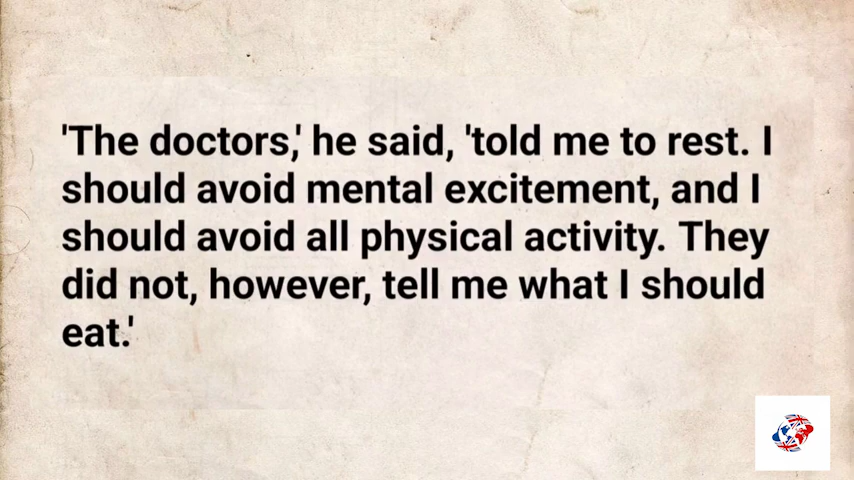 'The doctors,' he said, 'told me to rest. I
should avoid mental excitement, and I
should avoid all physical activity. They
did not, however, tell me what I should
eat.'